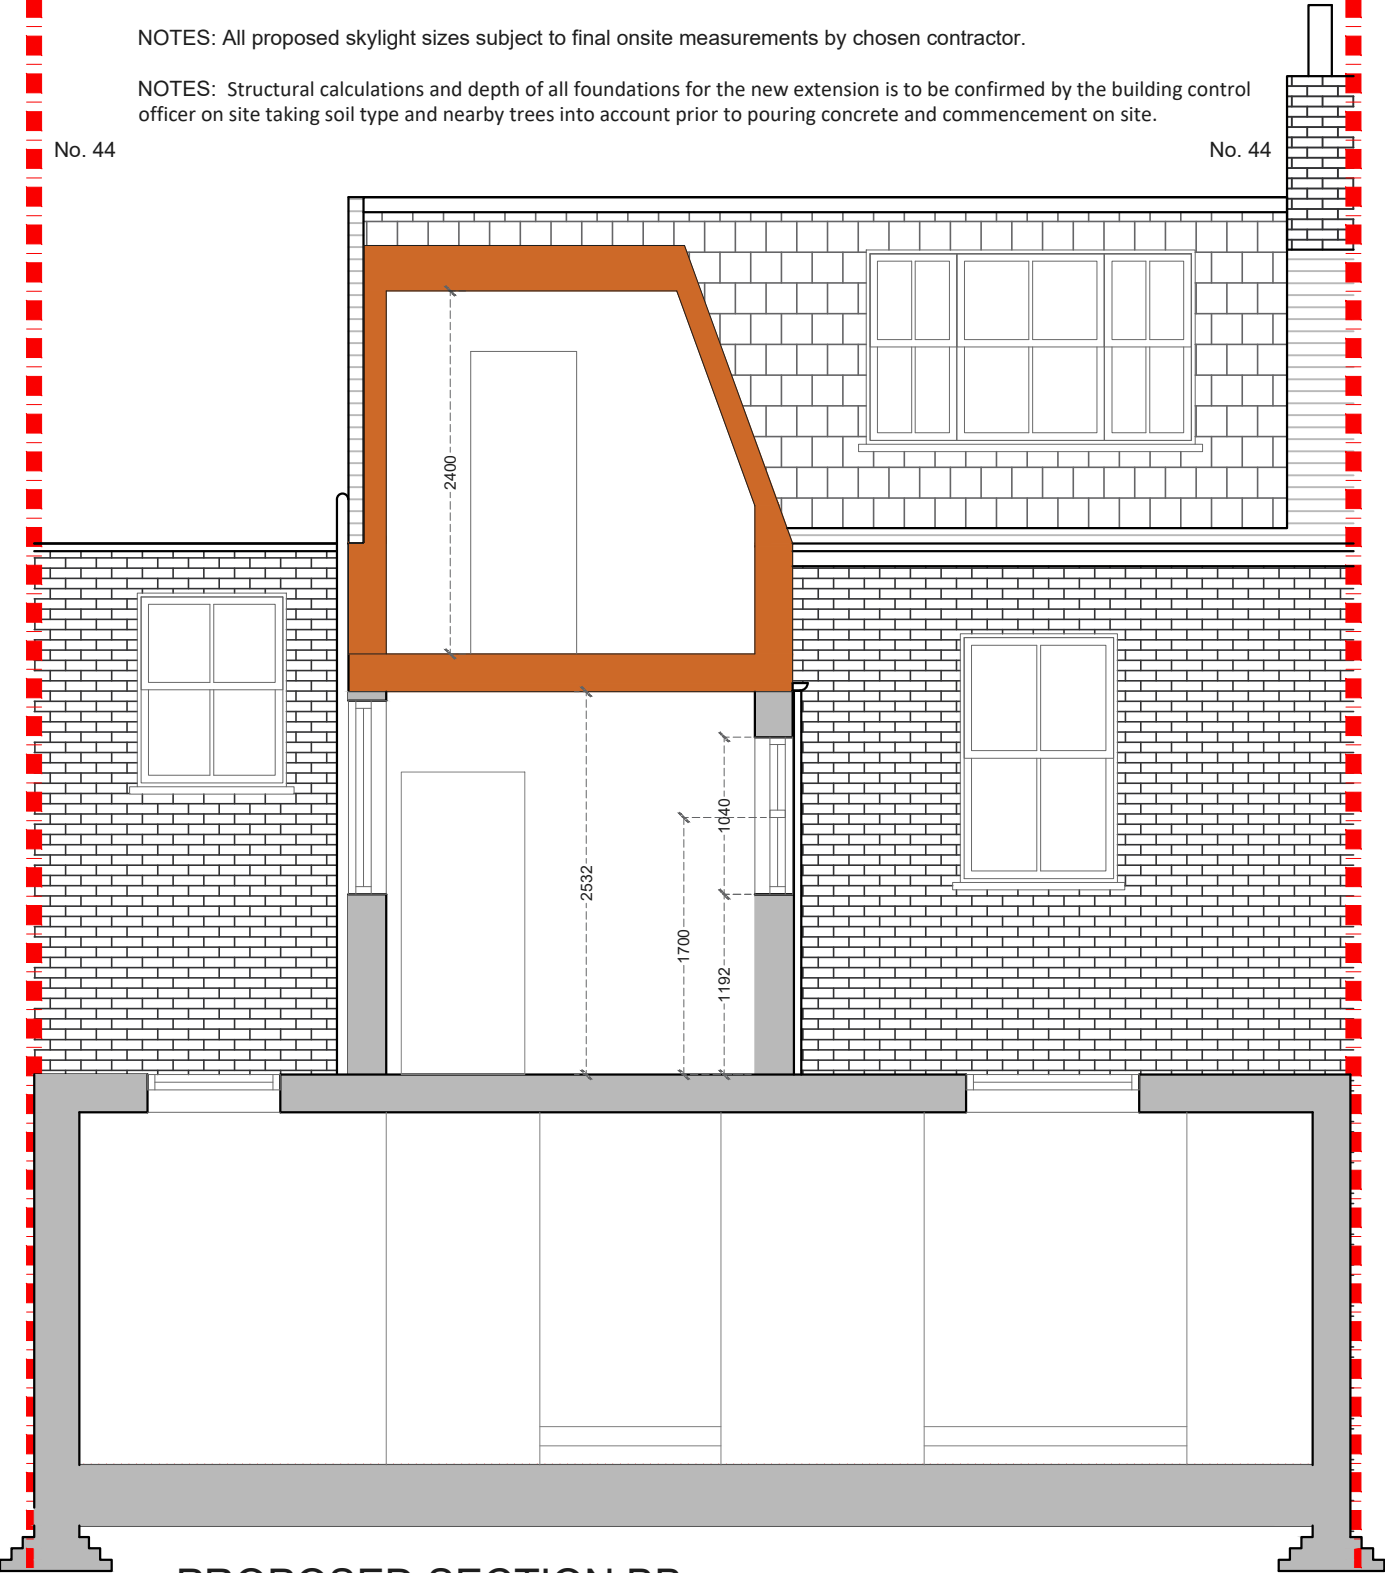 NOTES: All proposed skylight sizes subject to final onsite measurements by chosen contractor.
NOTES: Structural calculations and depth of all foundations for the new extension is to be confirmed by the building control
officer on site taking soil type and nearby trees into account prior to pouring concrete and commencement on site.
No. 44
No. 44
2400
1040
2532
1700
1192
PROPOSED SECTION BB